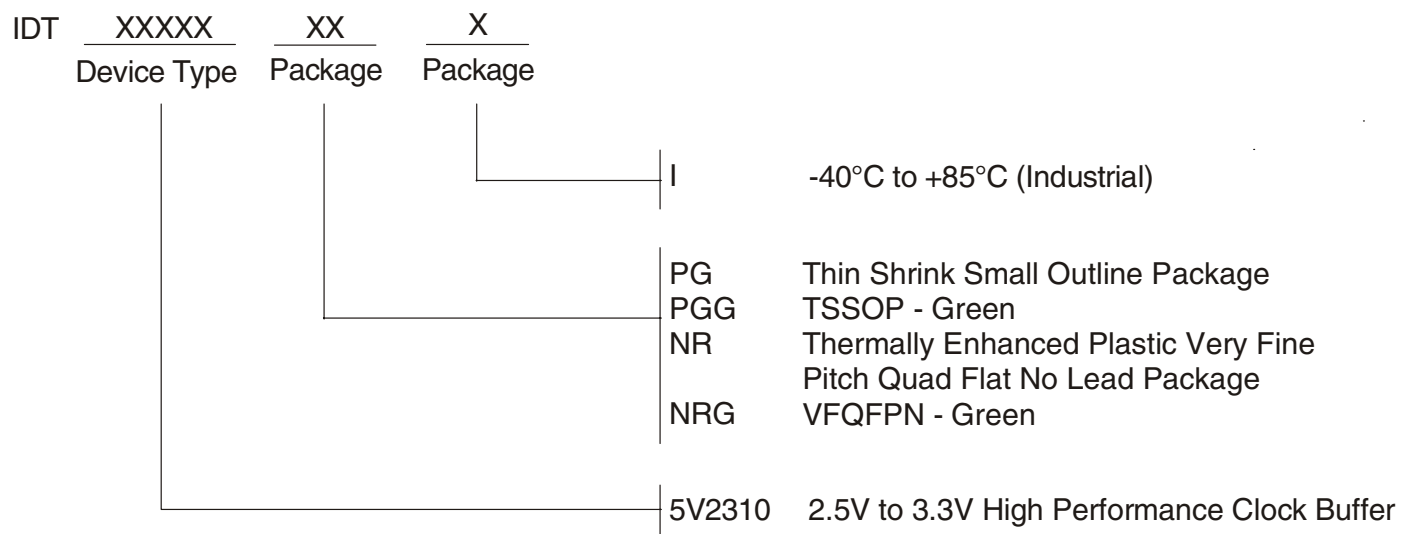 IDT XXXXX XX X
Device Type Package Package
I -40°C to +85°C (Industrial)
PG Thin Shrink Small Outline Package
PGG TSSOP - Green
NR Thermally Enhanced Plastic Very Fine
Pitch Quad Flat No Lead Package
NRG VFQFPN - Green
5V2310 2.5V to 3.3V High Performance Clock Buffer